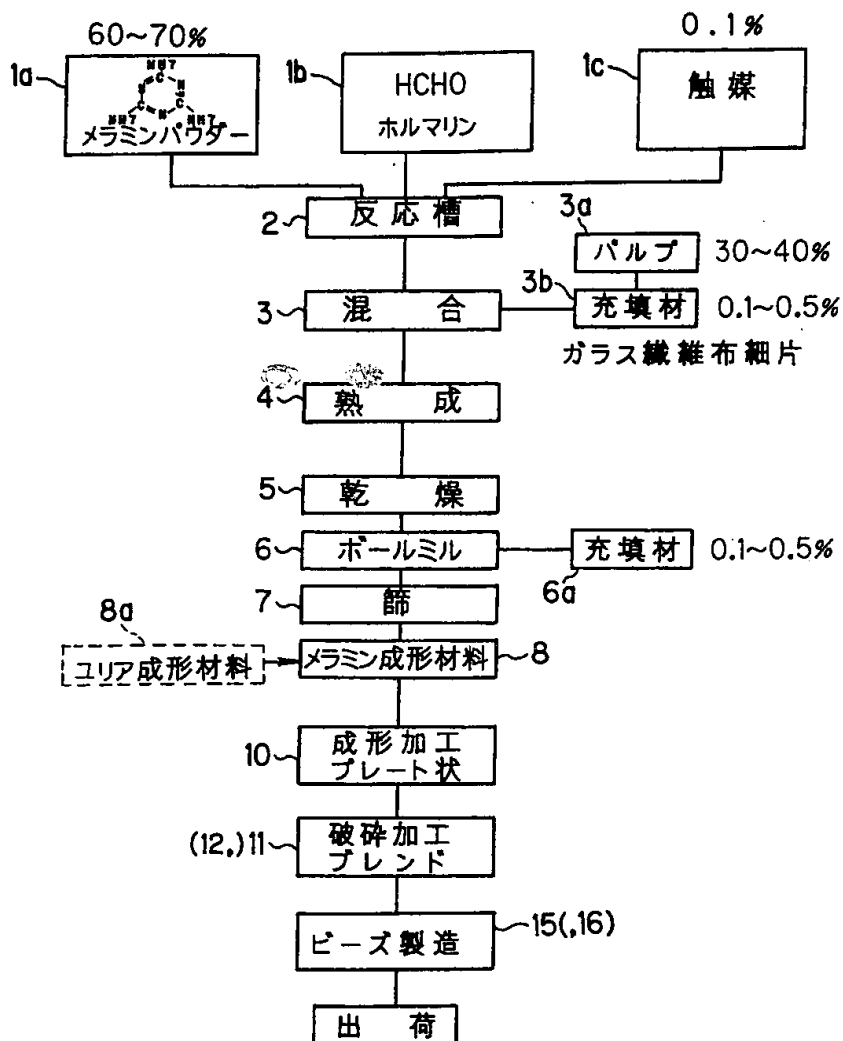 60~70%
0.1%
1a
1b
1c
NH7
C
N
N
C
C
N
NH7
NH7
メラミンパウダー
HCHO
ホルマリン
触媒
2
反応槽
3a
パルプ
30~40%
3
混合
3b
充填材
0.1~0.5%
ガラス繊維布細片
4
熟成
5
乾燥
6
ボールミル
充填材
0.1~0.5%
6a
7
篩
8a
ユリア成形材料
メラミン成形材料
8
10
成形加工
プレート状
(12,)11
破砕加工
ブレンド
ビーズ製造
15(,16)
出荷